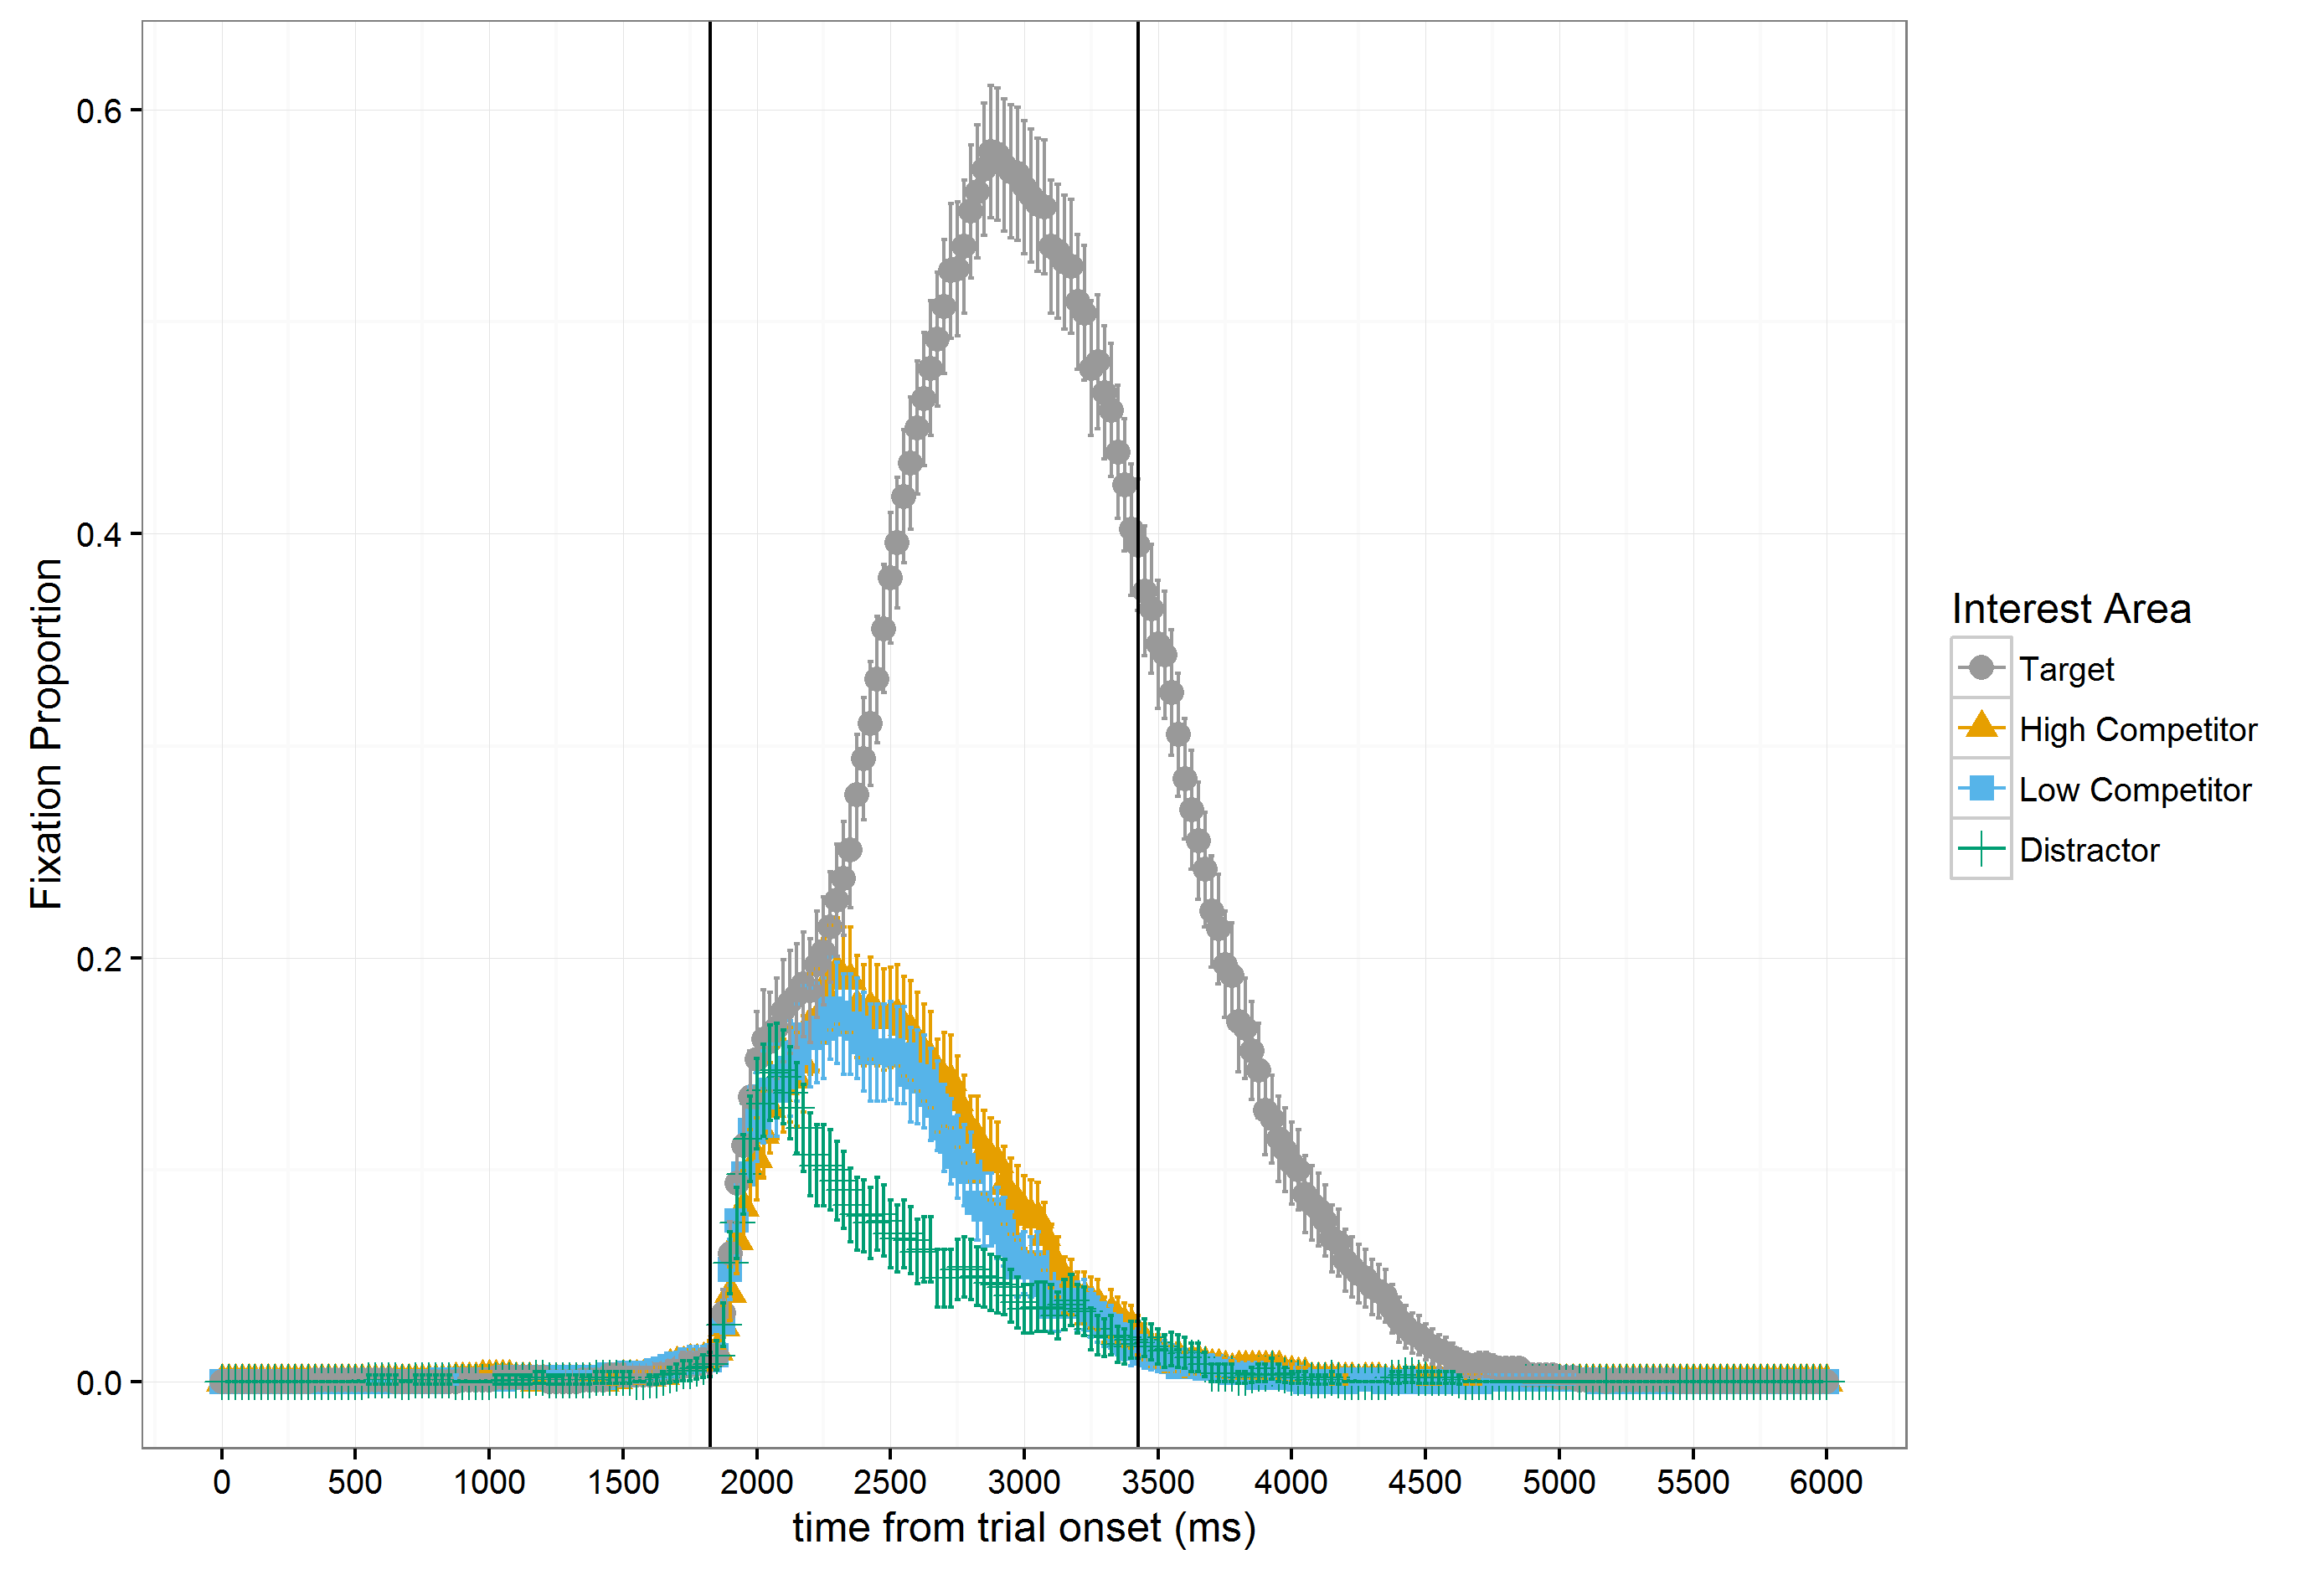 0.6
0.4
0.2
0.0
Fixation Proportion
0 500 1000 1500 2000 2500 3000 3500 4000 4500 5000 5500 6000
time from trial onset (ms)
Interest Area
Target
High Competitor
Low Competitor
Distractor